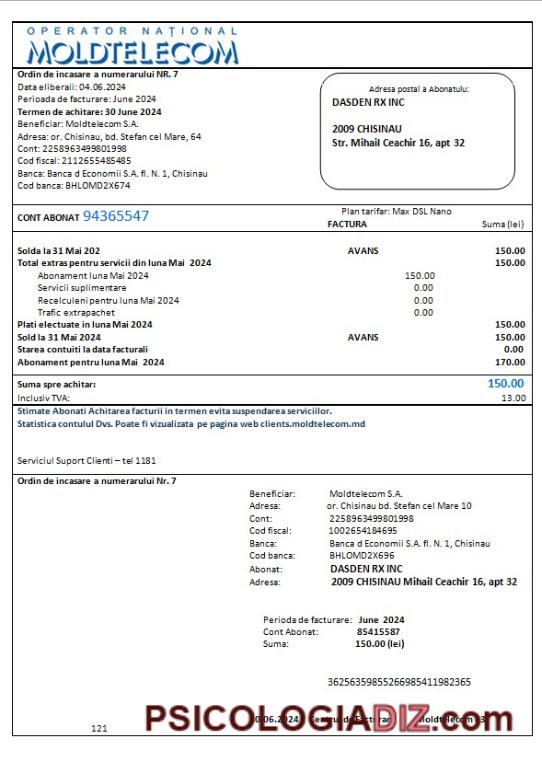 OPERATOR NAȚIONAL
MOLDTELECOM
Ordin de incasare a numerarului NR. 7
Data eliberaii: 04.06.2024
Perioada de facturare: June 2024
Termen de achitare: 30 June 2024
Beneficiar: Moldtelecom S.A.
Adresa: or. Chisinau, bd. Stefan cel Mare, 64
Cont: 2258963499801998
Cod fiscal: 2112655485485
Banca: Banca d Economii S.A. fl. N. 1, Chisinau
Cod banca: BHLOMD2X674
Adresa postal a Abonatului:
DASDEN RX INC
2009 CHISINAU
Str. Mihail Ceachir 16, apt 32
CONT ABONAT 94365547
Plan tarifar: Max DSL Nano
FACTURA Suma (lei)
Solda la 31 Mai 202 AVANS 150.00
Total extras pentru servicii din luna Mai 2024 150.00
Abonament luna Mai 2024 150.00
Servicii suplimentare 0.00
Recelculeni pentru luna Mai 2024 0.00
Trafic extrapachet 0.00
Plati electuate in luna Mai 2024 150.00
Sold la 31 Mai 2024 AVANS 150.00
Starea contuiti la data facturali 0.00
Abonament pentru luna Mai 2024 170.00
Suma spre achitar: 150.00
Inclusiv TVA: 13.00
Stimate Abonati Achitarea facturii in termen evita suspendarea serviciilor.
Statistica contulul Dvs. Poate fi vizualizata pe pagina web clients.moldtelecom.md
Serviciul Suport Clienti – tel 1181
Ordin de incasare a numerarului Nr. 7
Beneficiar: Moldtelecom S.A.
Adresa: or. Chisinau bd. Stefan cel Mare 10
Cont: 2258963499801998
Cod fiscal: 1002654184695
Banca: Banca d Economii S.A. fl. N. 1, Chisinau
Cod banca: BHLOMD2X696
Abonat: DASDEN RX INC
Adresa: 2009 CHISINAU Mihail Ceachir 16, apt 32
Perioda de facturare: June 2024
Cont Abonat: 85415587
Suma: 150.00 (lei)
36256359855266985411982365
PSICOLOGIADIZ.com
121